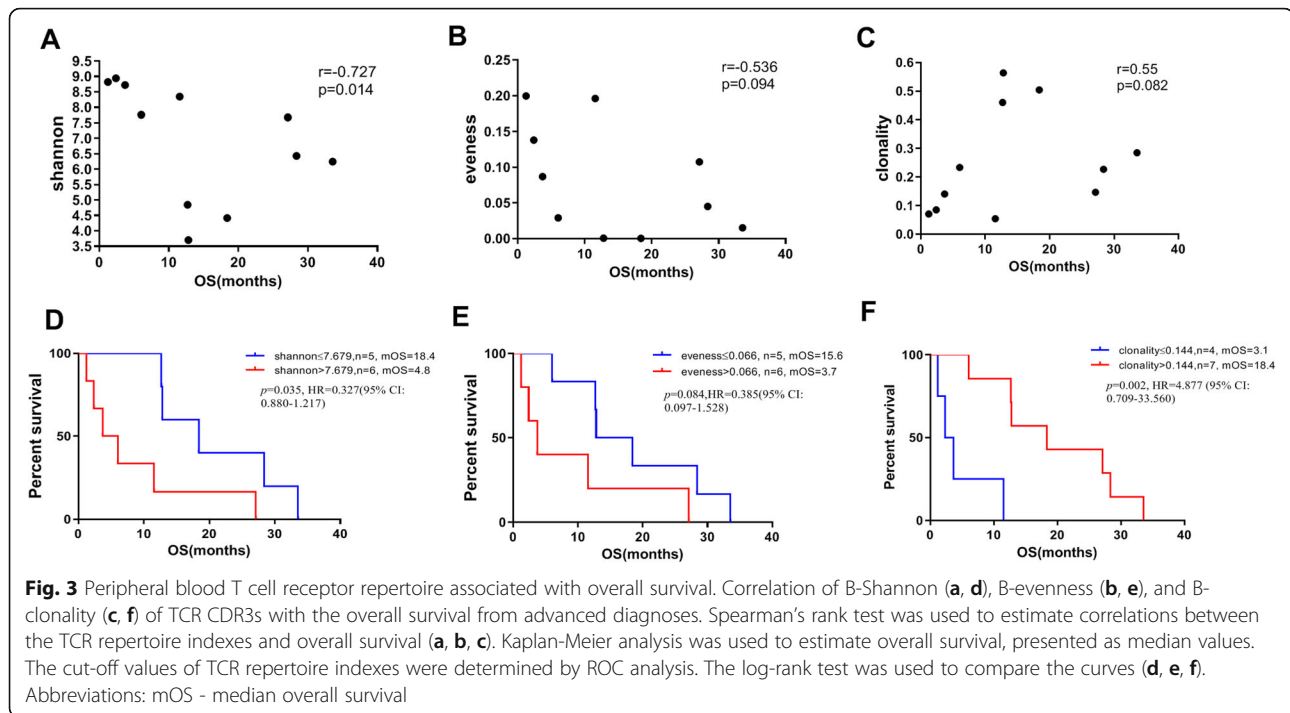 A
r=-0.727
p=0.014
shannon
9.5
9.0
8.5
8.0
7.5
7.0
6.5
6.0
5.5
5.0
4.5
4.0
3.5
0
10
20
30
40
OS(months)
B
r=-0.536
p=0.094
eveness
0.25
0.20
0.15
0.10
0.05
0.00
0
10
20
30
40
OS(months)
C
r=0.55
p=0.082
clonality
0.6
0.5
0.4
0.3
0.2
0.1
0.0
0
10
20
30
40
OS(months)
D
shannon≤7.679,n=5, mOS=18.4
shannon>7.679,n=6, mOS=4.8
p=0.035, HR=0.327(95% CI:
0.880-1.217)
Percent survival
100
50
0
0
10
20
30
40
OS(months)
E
eveness≤0.066, n=5, mOS=15.6
eveness>0.066, n=6, mOS=3.7
p=0.084,HR=0.385(95% CI:
0.097-1.528)
Percent survival
100
50
0
0
10
20
30
40
OS(months)
F
clonality≤0.144,n=4, mOS=3.1
clonality>0.144,n=7, mOS=18.4
p=0.002, HR=4.877 (95% CI:
0.709-33.560)
Percent survival
100
50
0
0
10
20
30
40
OS(months)
Fig. 3 Peripheral blood T cell receptor repertoire associated with overall survival. Correlation of B-Shannon (a, d), B-evenness (b, e), and B-
clonality (c, f) of TCR CDR3s with the overall survival from advanced diagnoses. Spearman's rank test was used to estimate correlations between
the TCR repertoire indexes and overall survival (a, b, c). Kaplan-Meier analysis was used to estimate overall survival, presented as median values.
The cut-off values of TCR repertoire indexes were determined by ROC analysis. The log-rank test was used to compare the curves (d, e, f).
Abbreviations: mOS - median overall survival